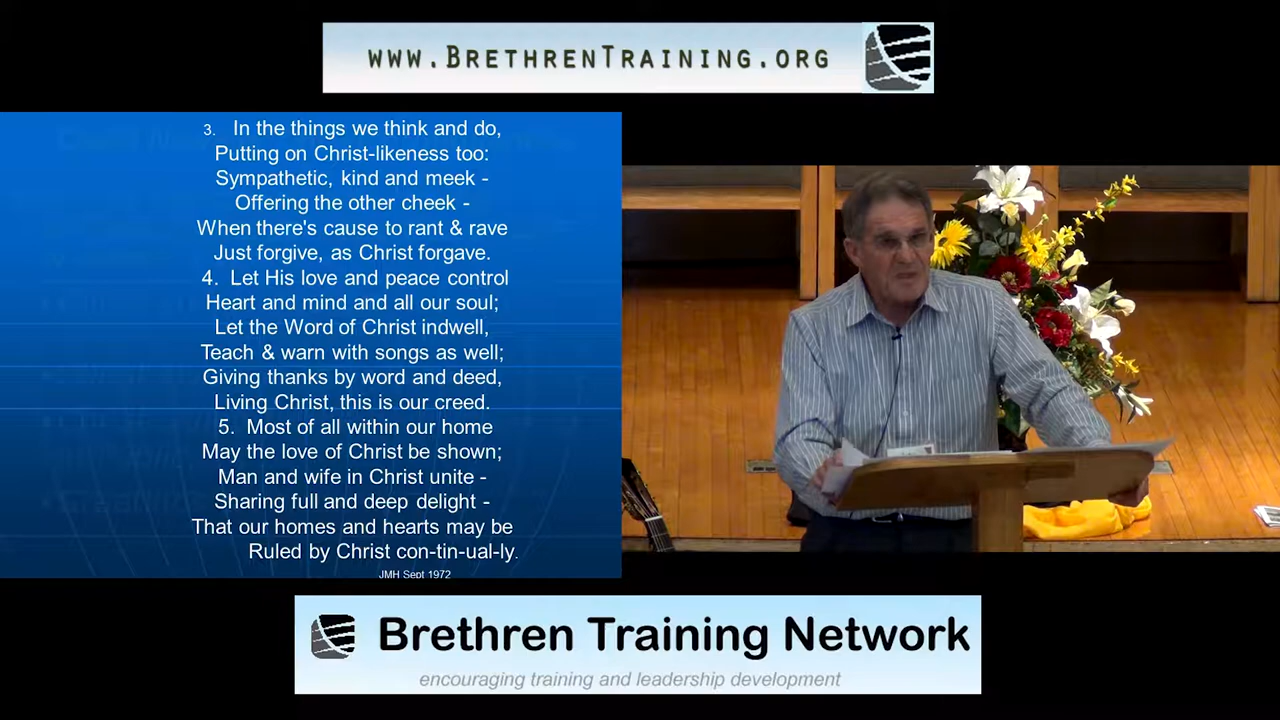 www.BrethrenTraining.org
3. In the things we think and do,
Putting on Christ-likeness too:
Sympathetic, kind and meek -
Offering the other cheek -
When there's cause to rant & rave
Just forgive, as Christ forgave.
4. Let His love and peace control
Heart and mind and all our soul;
Let the Word of Christ indwell,
Teach & warn with songs as well;
Giving thanks by word and deed,
Living Christ, this is our creed.
5. Most of all within our home
May the love of Christ be shown;
Man and wife in Christ unite -
Sharing full and deep delight -
That our homes and hearts may be
Ruled by Christ con-tin-ual-ly.
JMH Sept 1972
Brethren Training Network
encouraging training and leadership development